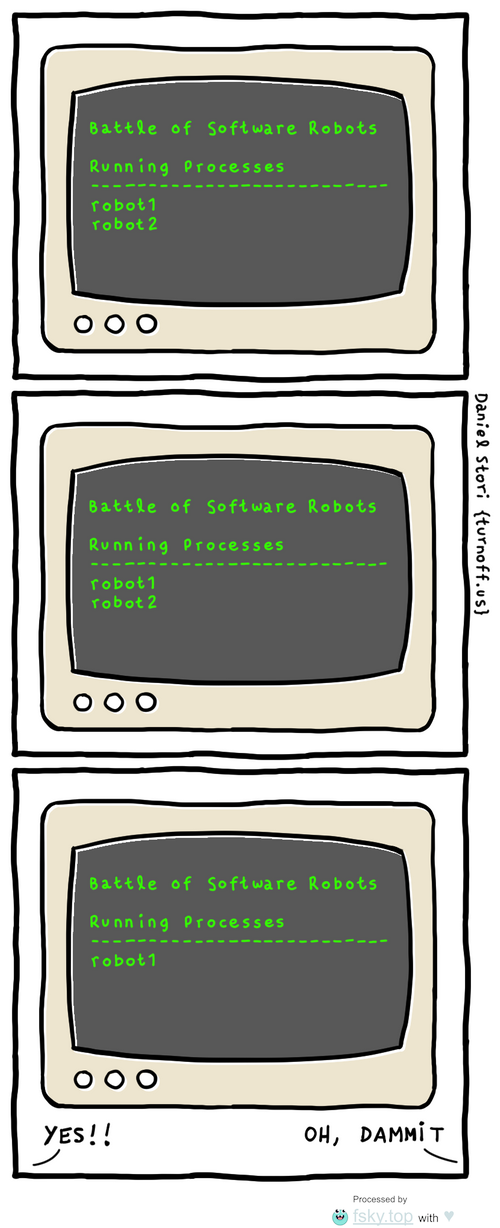 Battle of Software Robots
Running Processes
---------------------------
robot1
robot2
Battle of Software Robots
Running Processes
---------------------------
robot1
robot2
Daniel Stori {turnoff.us}
Battle of Software Robots
Running Processes
---------------------------
robot1
YES!!
OH, DAMMiT
Processed by
fsky.top with ♥